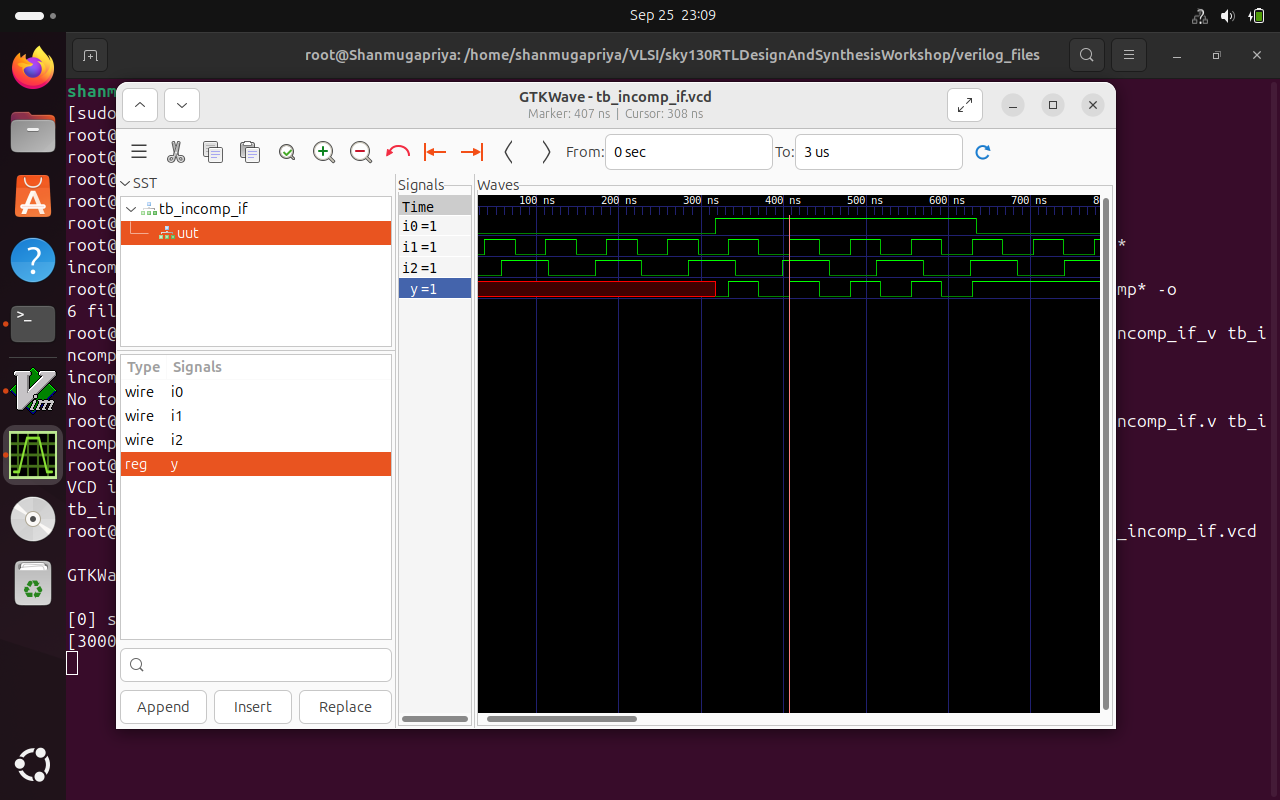 Sep 25 23:09
root@Shanmugapriya: /home/shanmugapriya/VLSI/sky130RTLDesignAndSynthesisWorkshop/verilog_files
shanm
[sudo
root@
root@
root@
root@
root@
root@ *
incom
root@ mp* -o
6 fil
root@ ncomp_if_v tb_i
ncomp
incom
No to
root@ ncomp_if.v tb_i
ncomp
root@
VCD i
tb_in
root@ _incomp_if.vcd
GTKWa
[0] s
[3000
GTKWave - tb_incomp_if.vcd
Marker: 407 ns | Cursor: 308 ns
From: 0 sec To: 3 us
SST
tb_incomp_if
uut
Type Signals
wire i0
wire i1
wire i2
reg y
Append Insert Replace
Signals
Time
i0 =1
i1 =1
i2 =1
y =1
Waves
100 ns 200 ns 300 ns 400 ns 500 ns 600 ns 700 ns 8